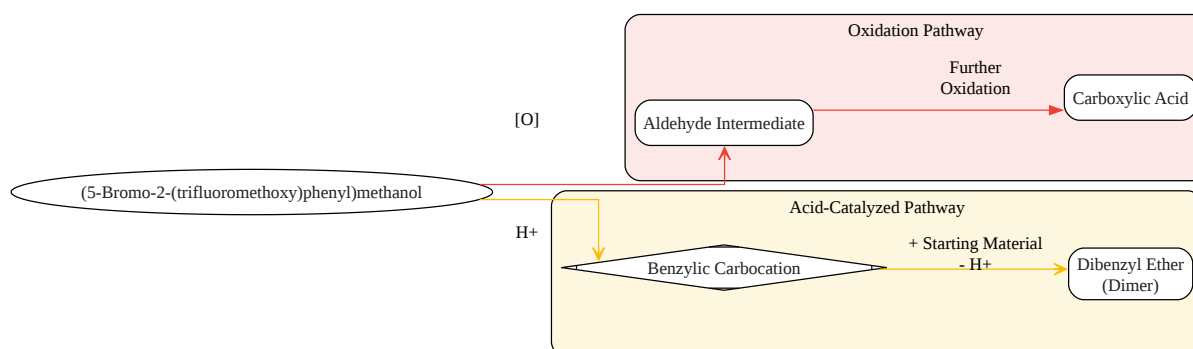 Oxidation Pathway
Further
Oxidation
Aldehyde Intermediate
Carboxylic Acid
[O]
(5-Bromo-2-(trifluoromethoxy)phenyl)methanol
H+
Acid-Catalyzed Pathway
Benzylic Carbocation
+ Starting Material
- H+
Dibenzyl Ether
(Dimer)